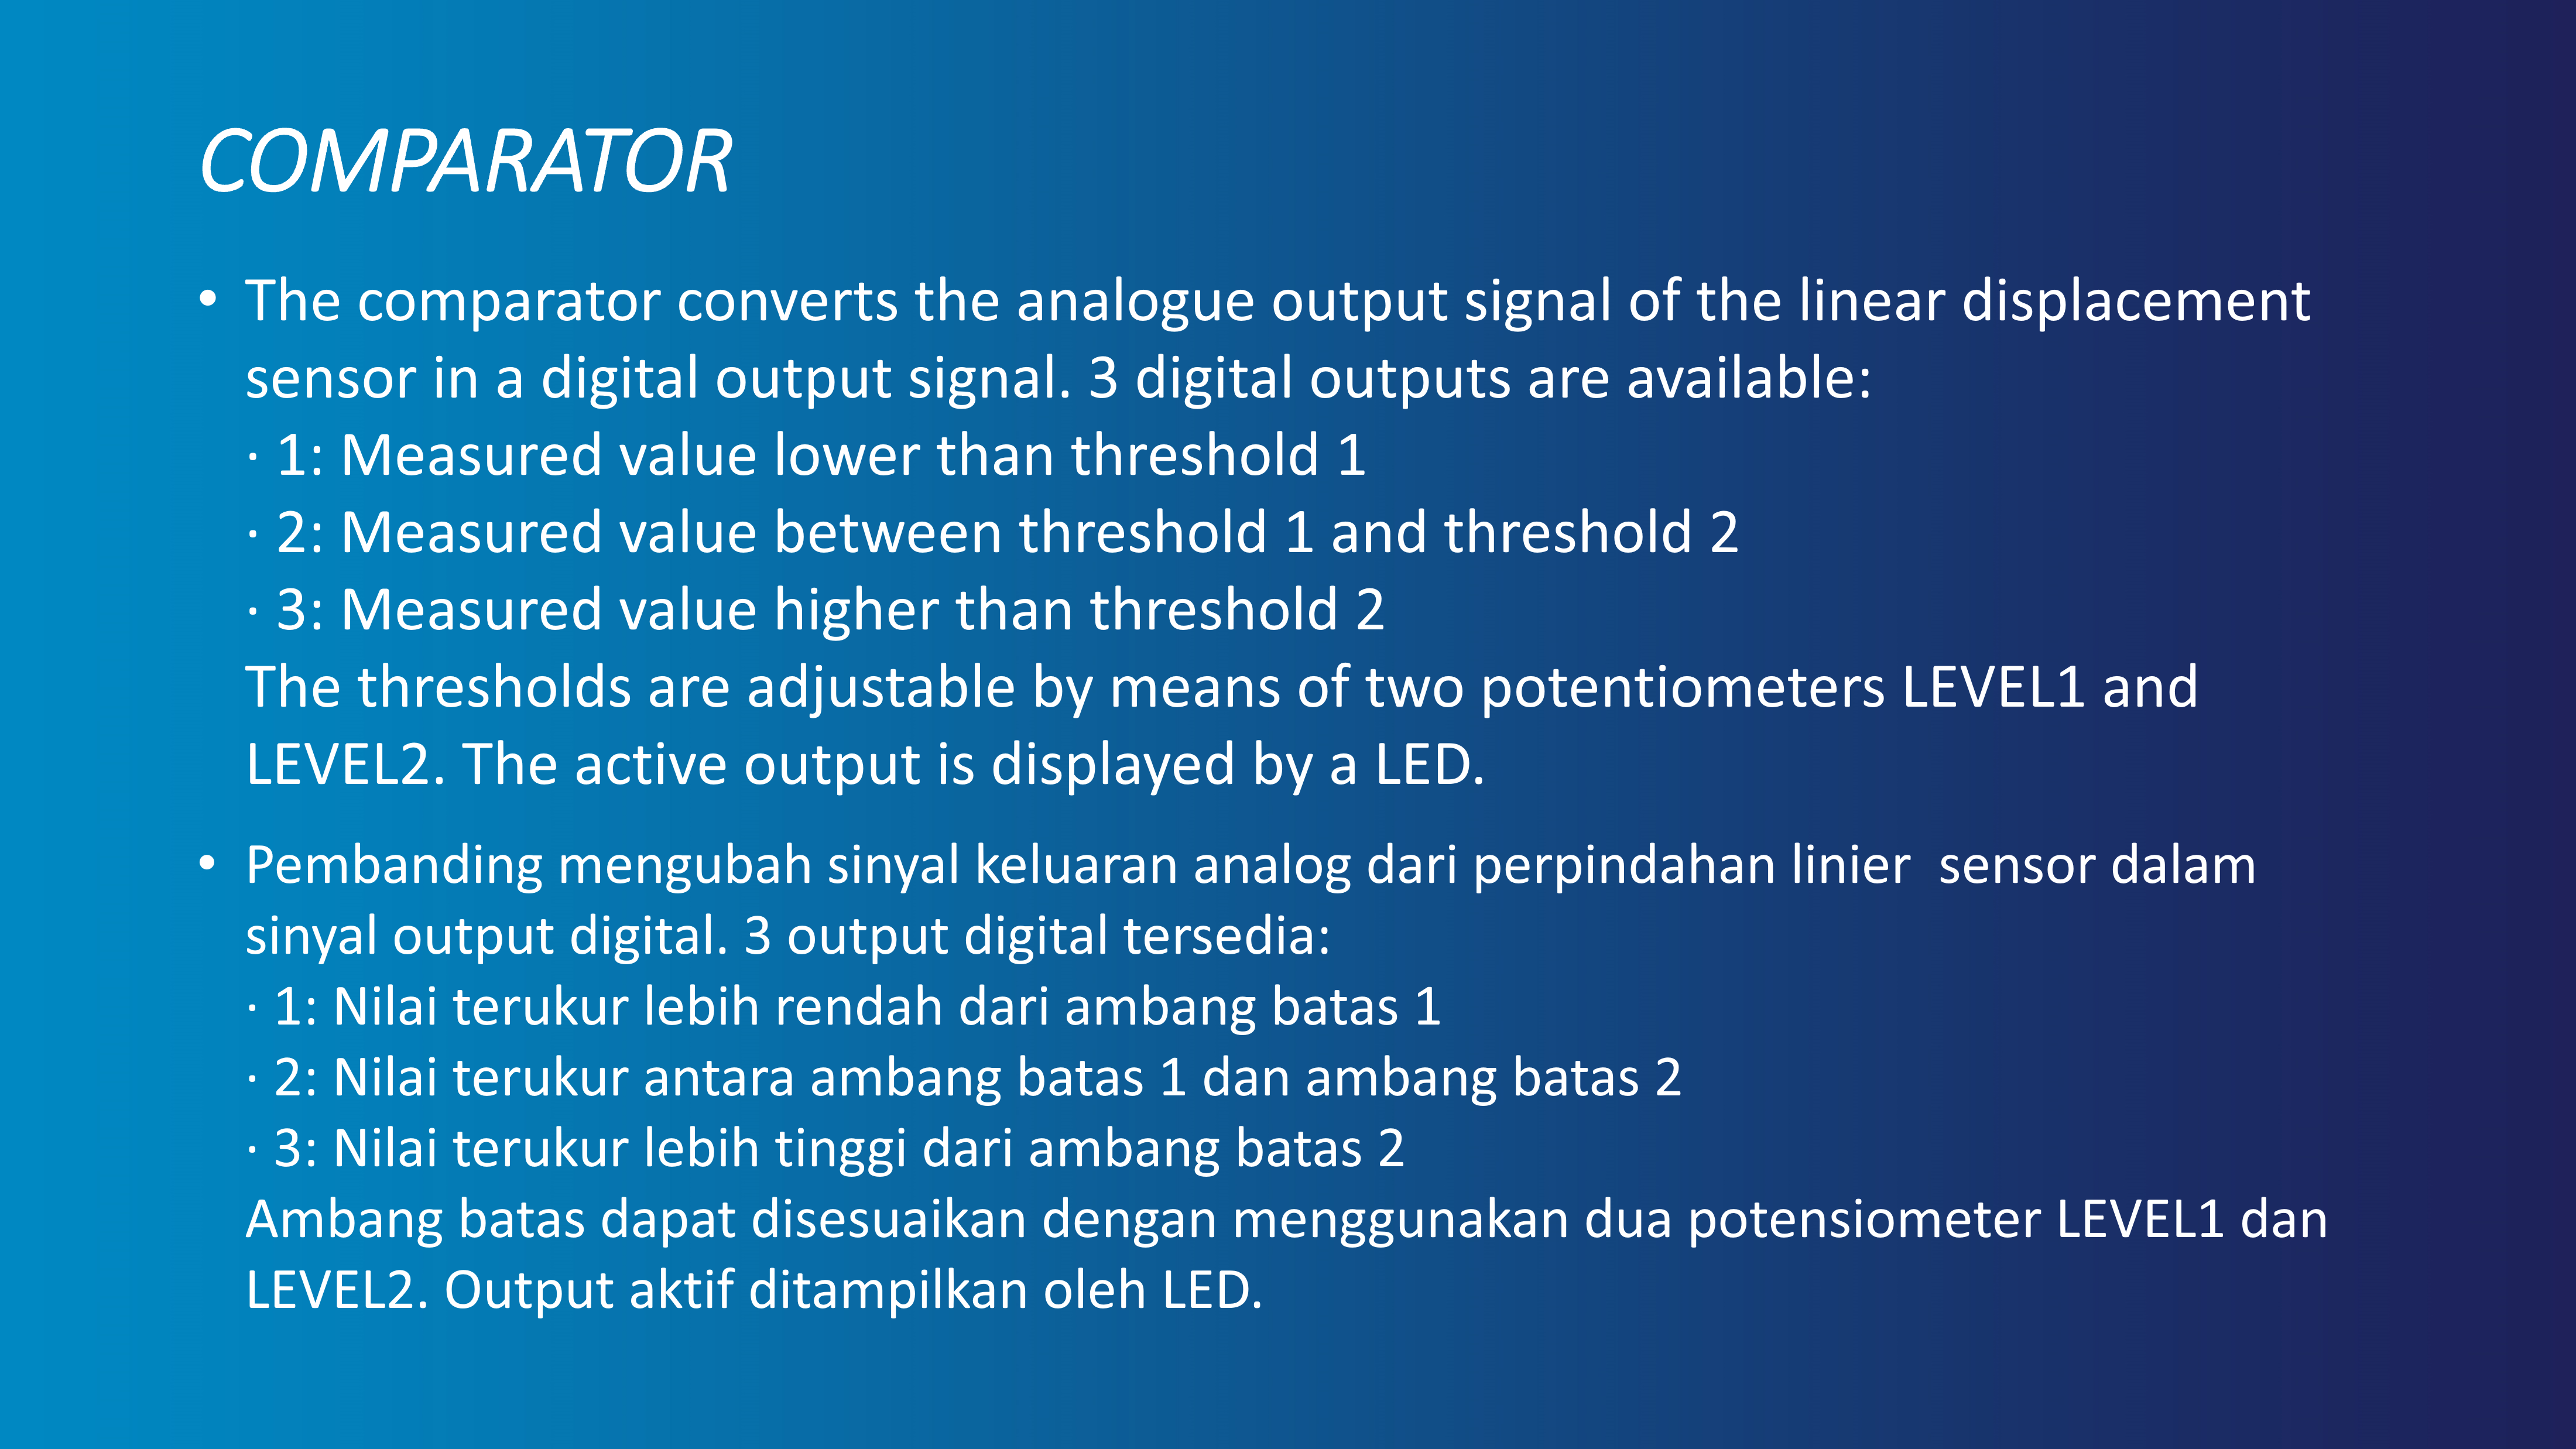 COMPARATOR
• The comparator converts the analogue output signal of the linear displacement
sensor in a digital output signal. 3 digital outputs are available:
· 1: Measured value lower than threshold 1
· 2: Measured value between threshold 1 and threshold 2
· 3: Measured value higher than threshold 2
The thresholds are adjustable by means of two potentiometers LEVEL1 and
LEVEL2. The active output is displayed by a LED.
• Pembanding mengubah sinyal keluaran analog dari perpindahan linier  sensor dalam
sinyal output digital. 3 output digital tersedia:
· 1: Nilai terukur lebih rendah dari ambang batas 1
· 2: Nilai terukur antara ambang batas 1 dan ambang batas 2
· 3: Nilai terukur lebih tinggi dari ambang batas 2
Ambang batas dapat disesuaikan dengan menggunakan dua potensiometer LEVEL1 dan
LEVEL2. Output aktif ditampilkan oleh LED.